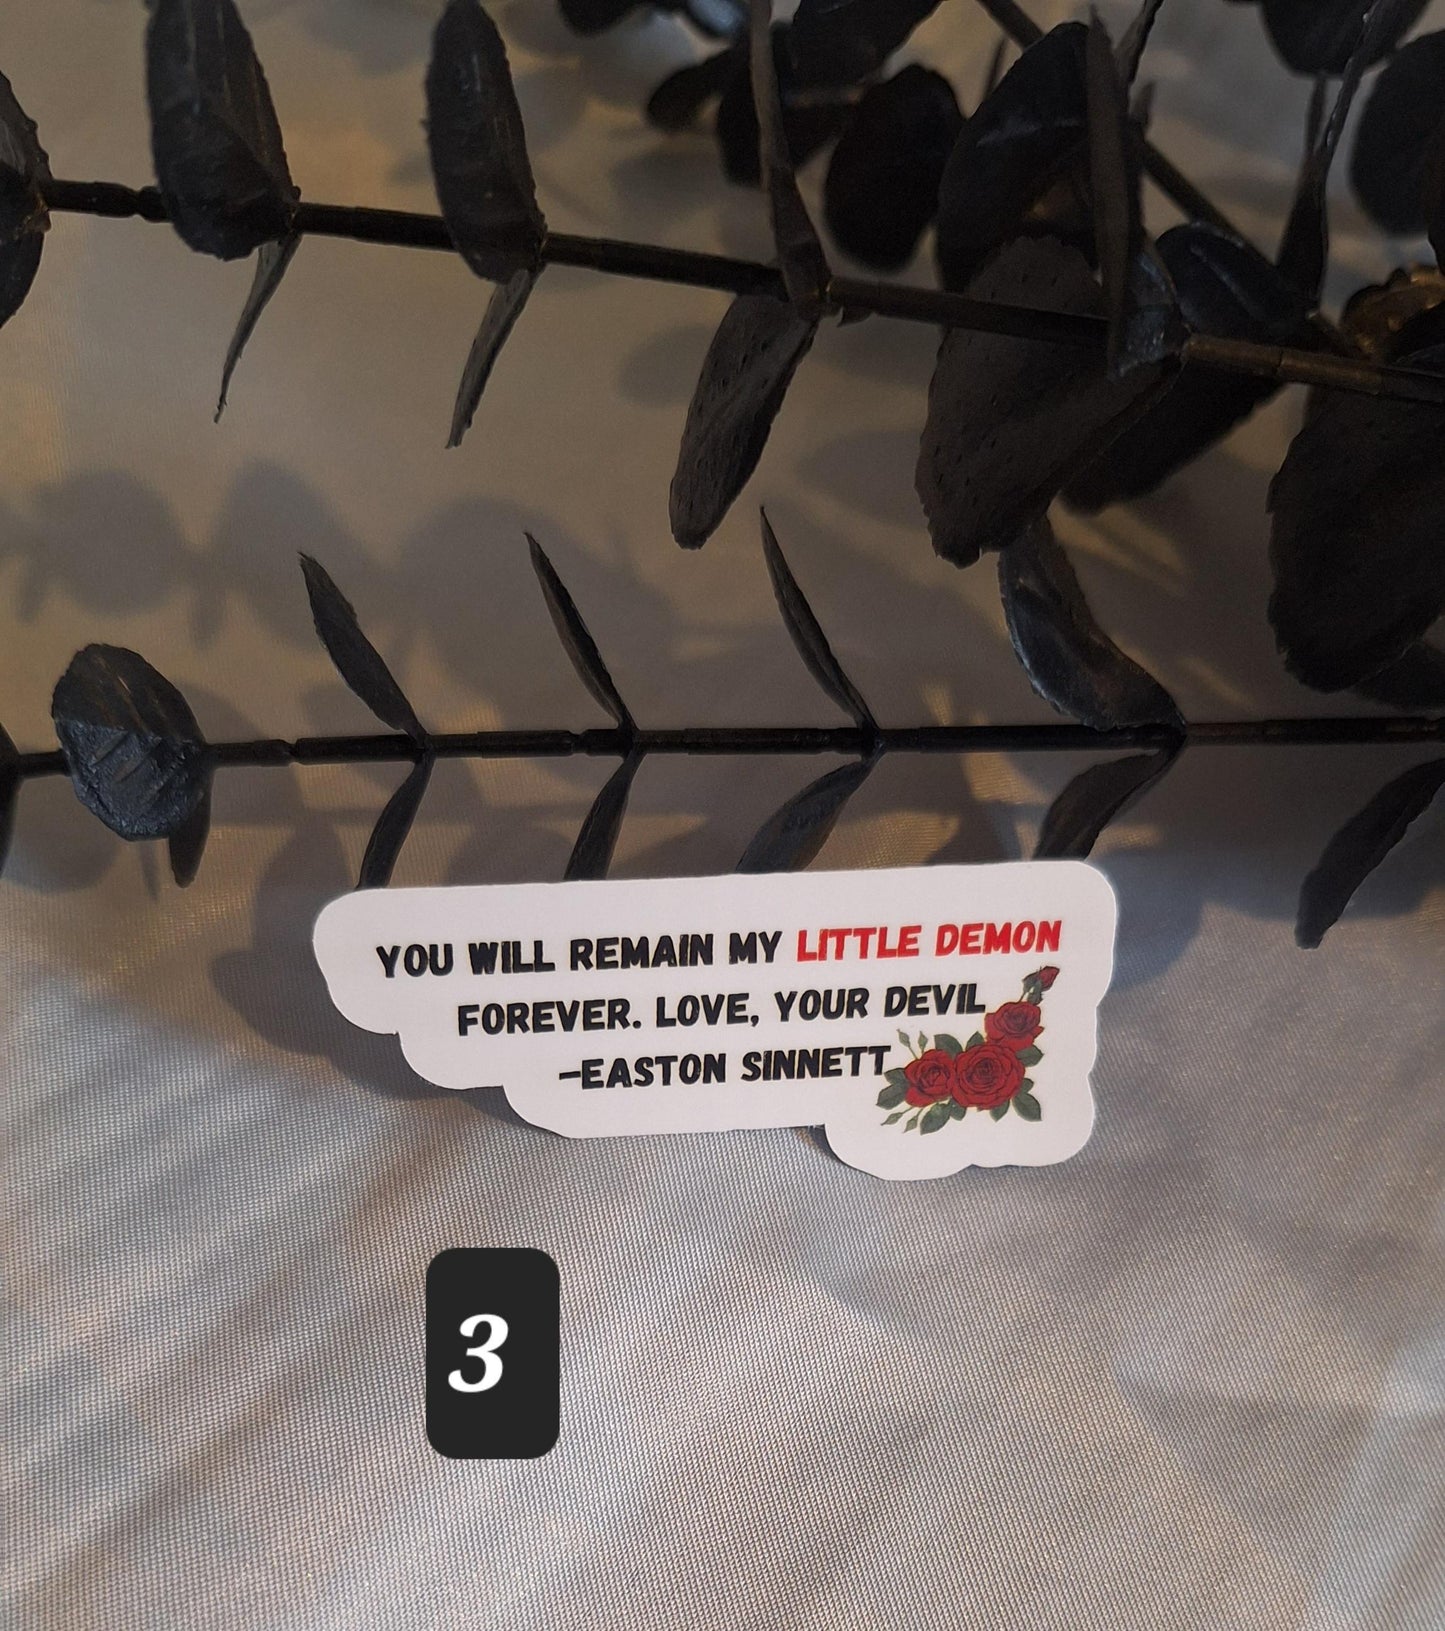 YOU WILL REMAIN MY LITTLE DEMON
FOREVER. LOVE, YOUR DEVIL
-EASTON SINNETT
3